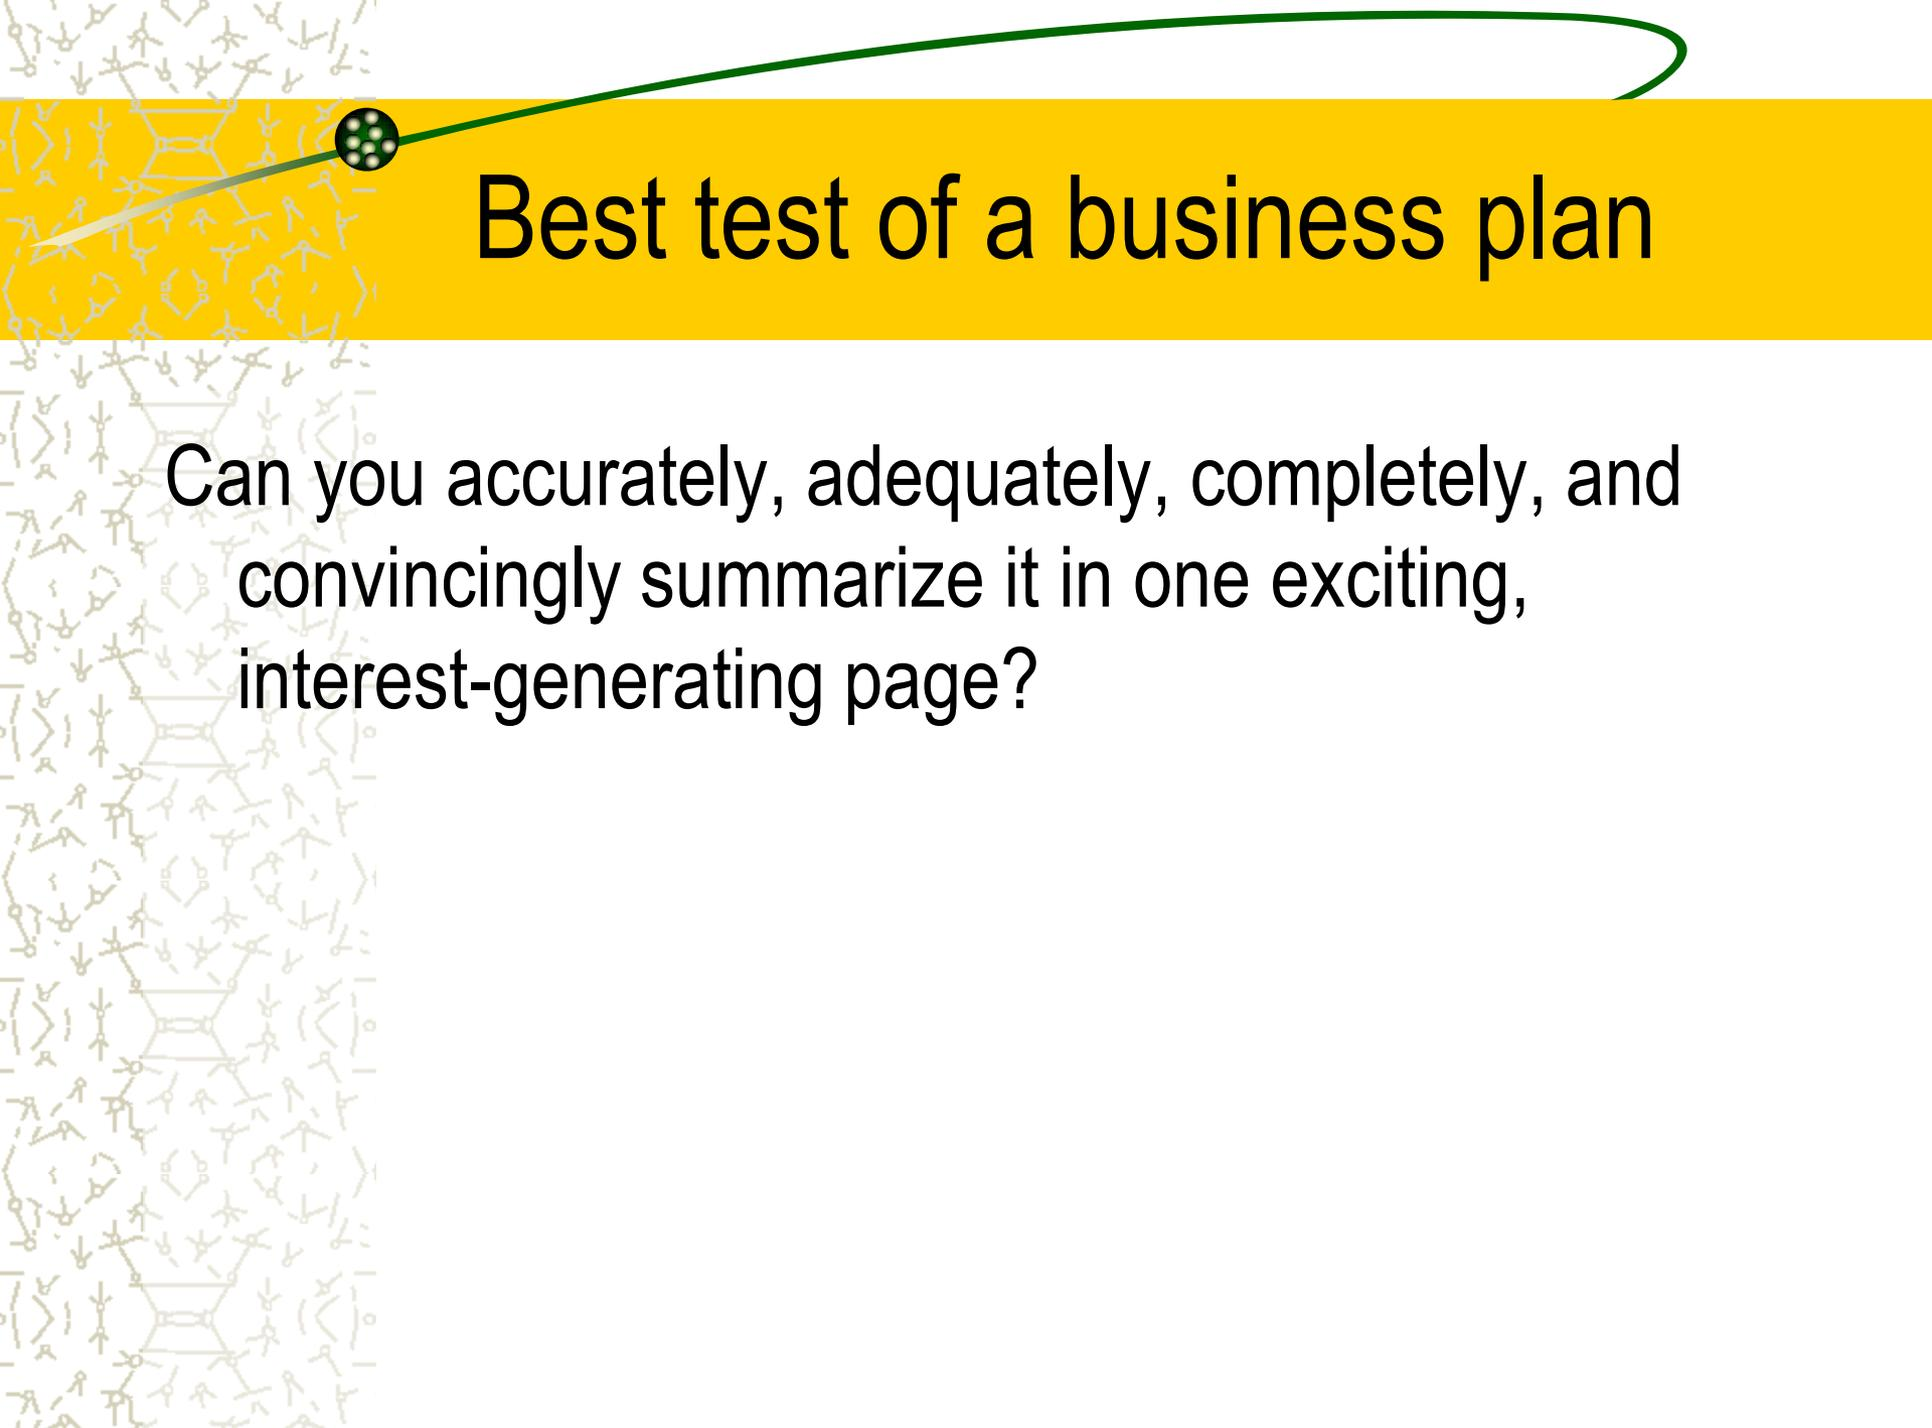 Best test of a business plan
Can you accurately, adequately, completely, and
convincingly summarize it in one exciting,
interest-generating page?